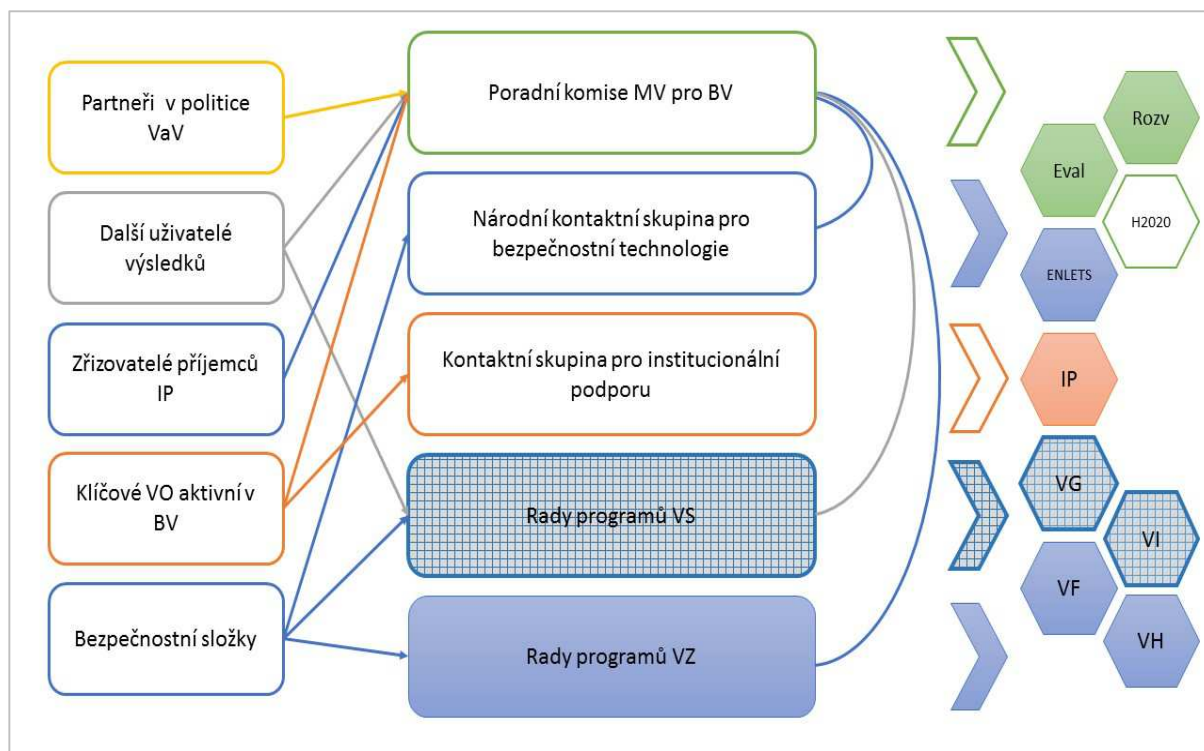 Partneři v politice
VaV
Další uživatelé
výsledků
Zřizovatelé příjemců
IP
Klíčové VO aktivní v
BV
Bezpečnostní složky
Poradní komise MV pro BV
Národní kontaktní skupina pro
bezpečnostní technologie
Kontaktní skupina pro institucionální
podporu
Rady programů VS
Rady programů VZ
Rozv
Eval
H2020
ENLETS
IP
VG
VI
VF
VH